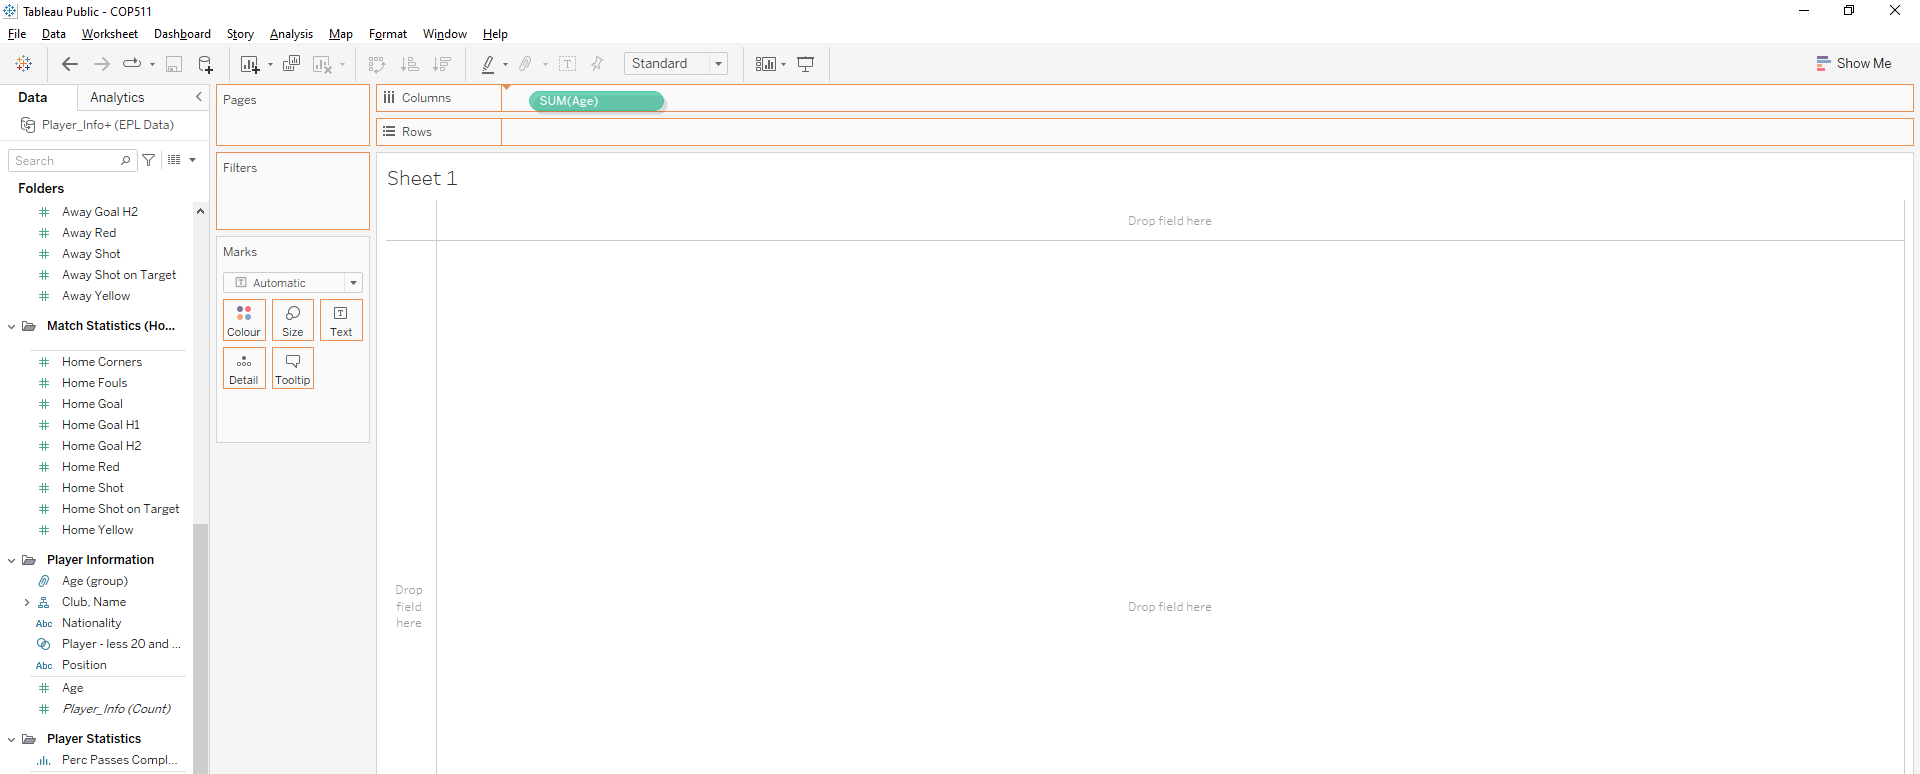 Tableau Public - COP511
File Data Worksheet Dashboard Story Analysis Map Format Window Help
Standard
Show Me
Data Analytics
Player_Info+ (EPL Data)
Search
Folders
Away Goal H2
Away Red
Away Shot
Away Shot on Target
Away Yellow
Match Statistics (Ho...
Home Corners
Home Fouls
Home Goal
Home Goal H1
Home Goal H2
Home Red
Home Shot
Home Shot on Target
Home Yellow
Player Information
Age (group)
Club, Name
Abc Nationality
Player - less 20 and ...
Abc Position
Age
Player_Info (Count)
Player Statistics
Perc Passes Compl...
Pages
Filters
Marks
T Automatic
Colour Size T Text
Detail Tooltip
Columns SUM(Age)
Rows
Sheet 1
Drop field here
Drop
field
here
Drop field here